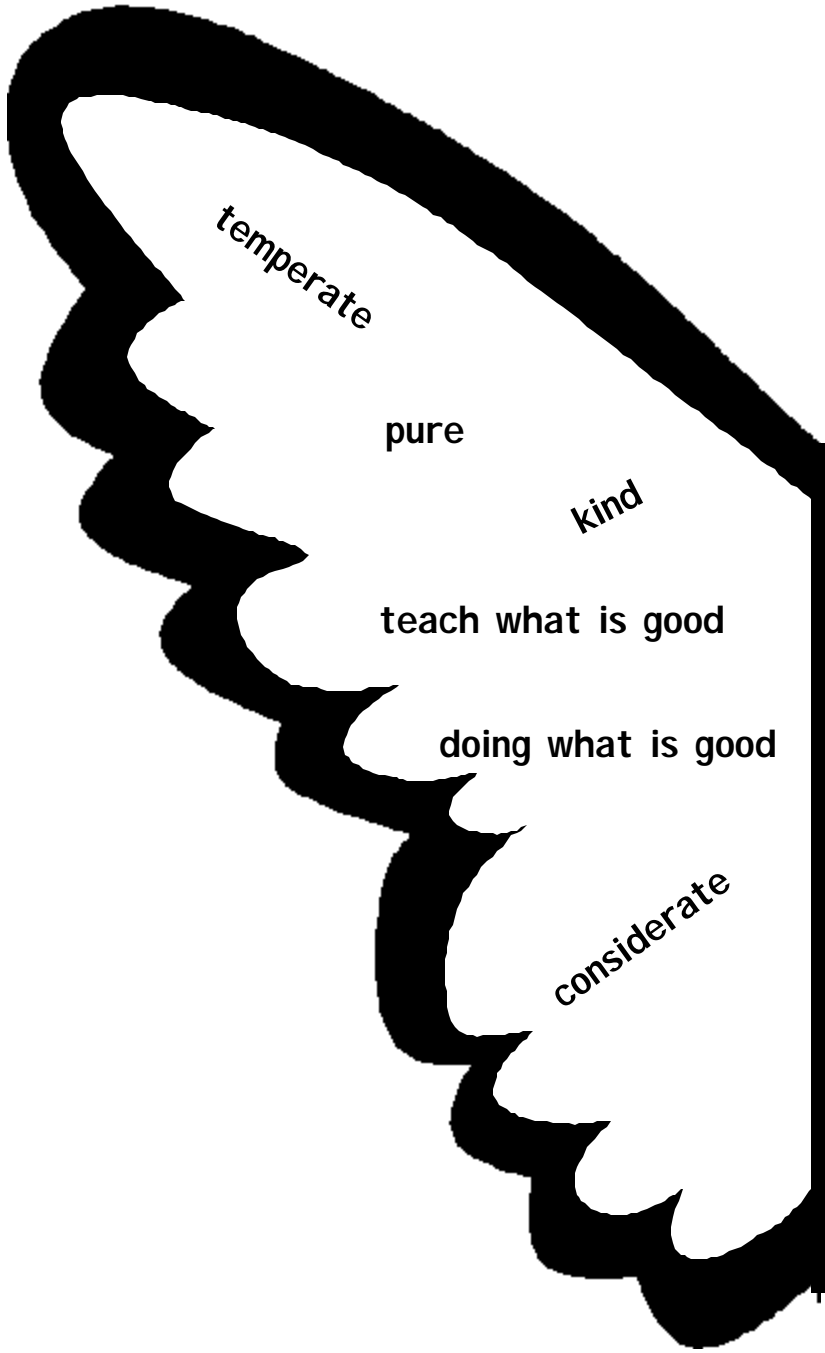 temperate
pure
kind
teach what is good
doing what is good
considerate